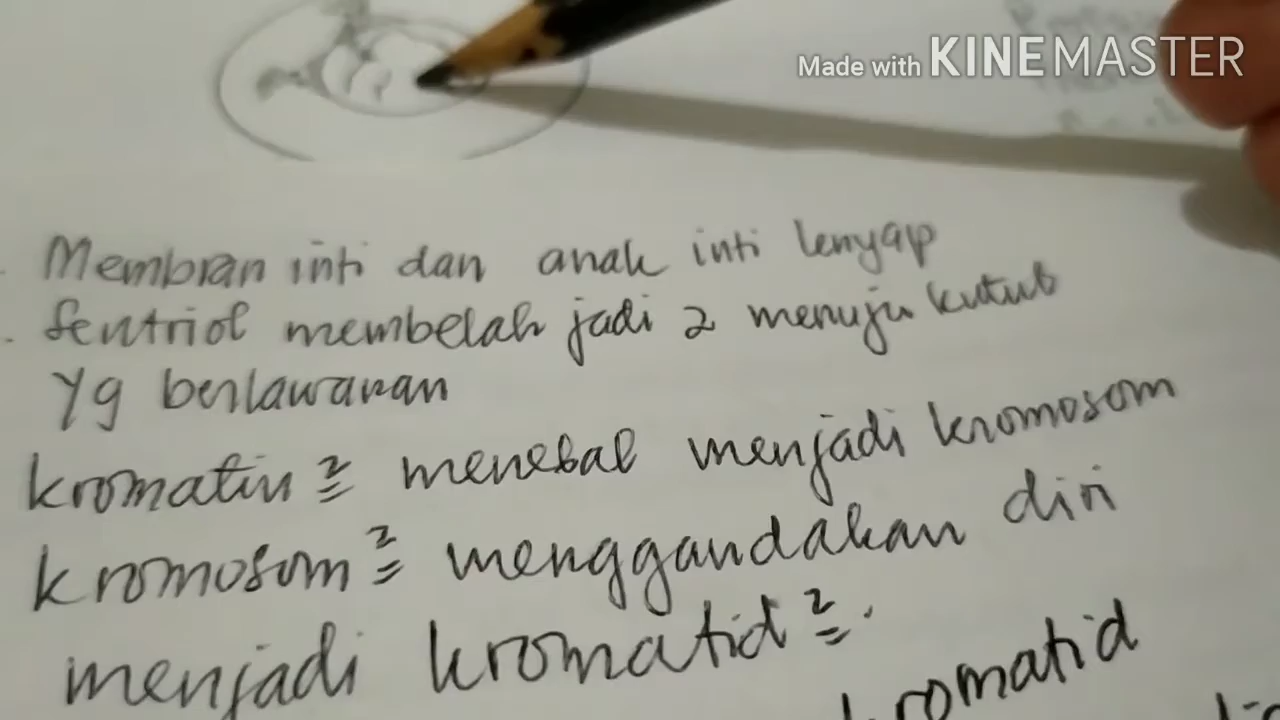 Made with KINEMASTER
Membran inti dan anak inti lenyap
Sentriol membelah jadi 2 menuju kutub
Yg berlawanan
kromatin2 menebal menjadi kromosom
kromosom2 menggandakan diri
menjadi kromatid2.
kromatid